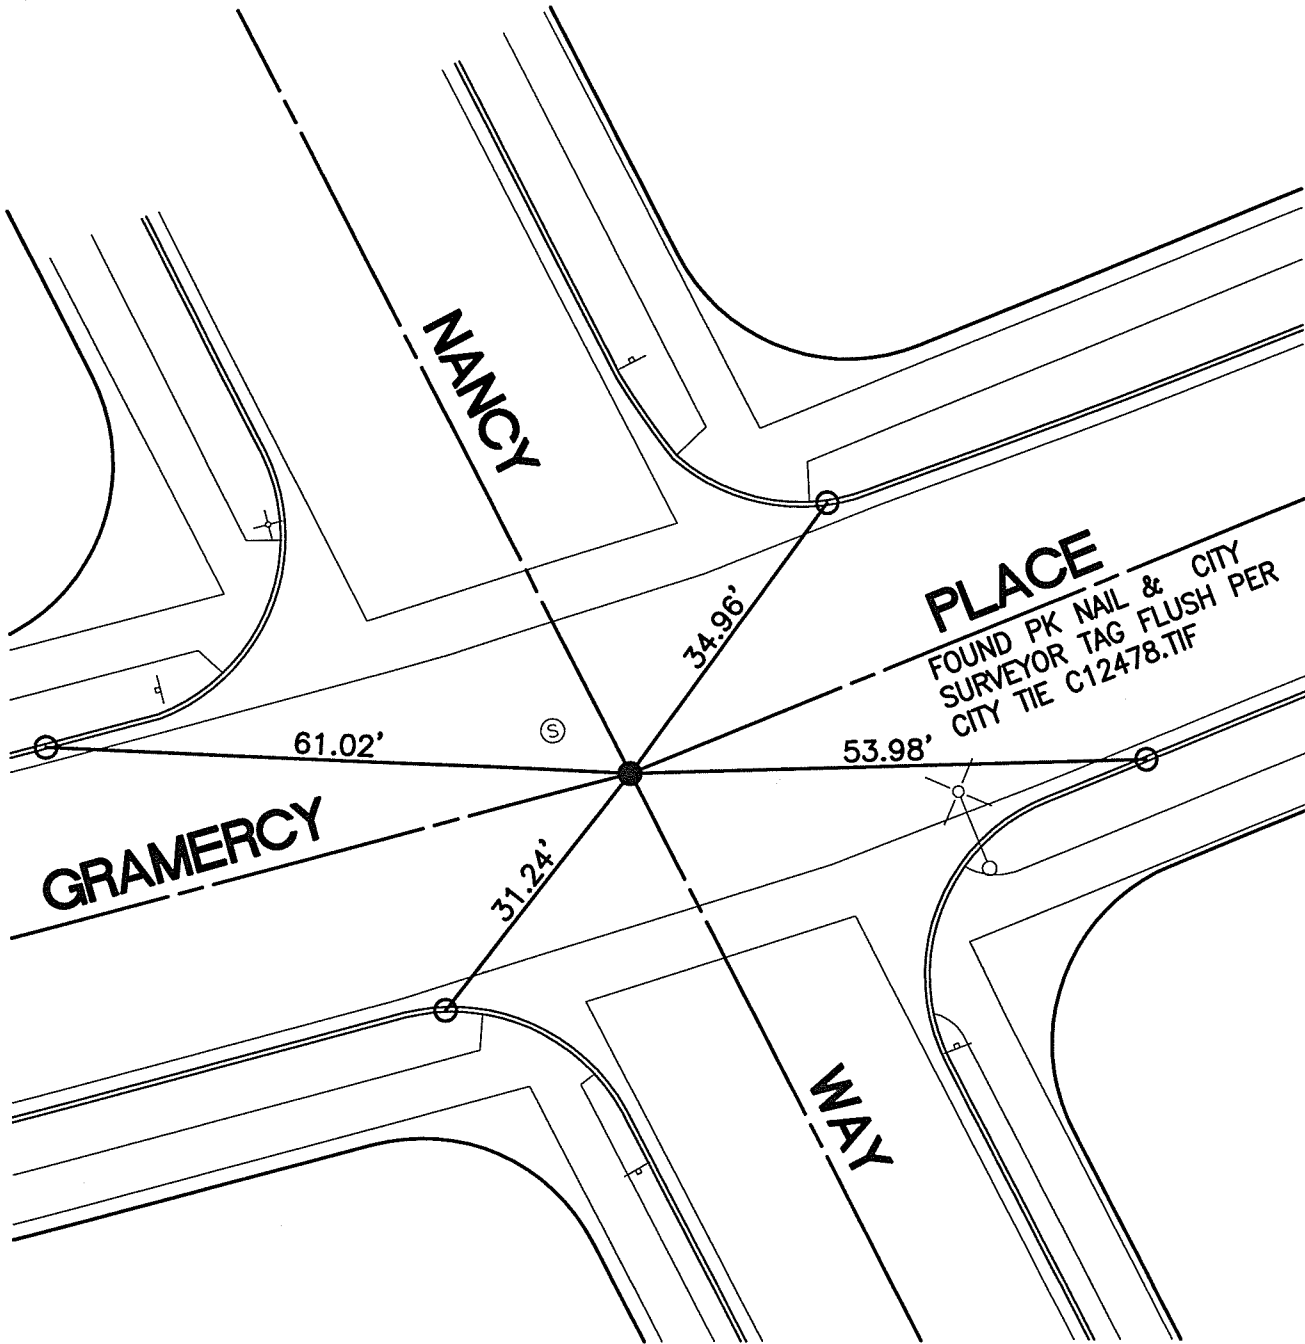 NANCY
PLACE
FOUND PK NAIL & CITY
SURVEYOR TAG FLUSH PER
CITY TIE C12478.TIF
34.96'
61.02'
S
53.98'
GRAMERCY
31.24'
WAY